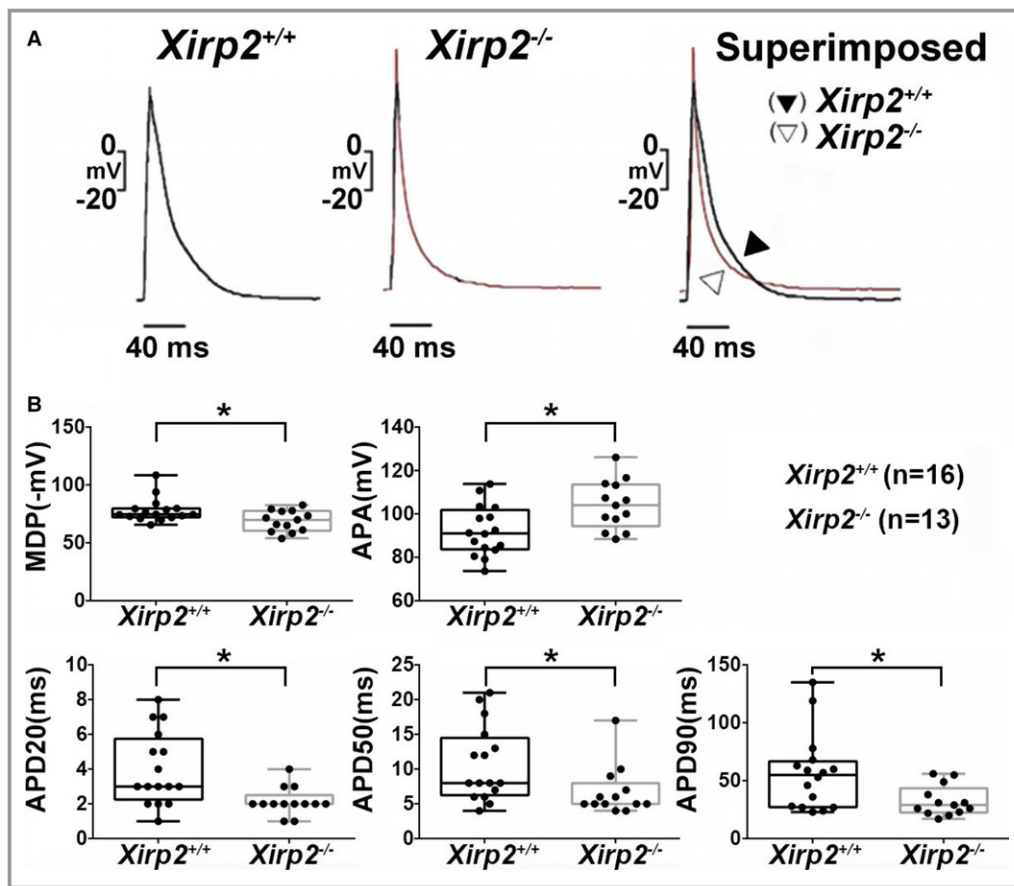 A
Xirp2+/+
Xirp2-/-
Superimposed
(▼) Xirp2+/+
(▽) Xirp2-/-
0
mV
-20
40 ms
0
mV
-20
40 ms
0
mV
-20
40 ms
B
MDP(-mV)
150
100
50
0
*
Xirp2+/+ Xirp2-/-
APA(mV)
140
120
100
80
60
*
Xirp2+/+ Xirp2-/-
Xirp2+/+ (n=16)
Xirp2-/- (n=13)
APD20(ms)
10
8
6
4
2
0
*
Xirp2+/+ Xirp2-/-
APD50(ms)
25
20
15
10
5
0
*
Xirp2+/+ Xirp2-/-
APD90(ms)
150
100
50
0
*
Xirp2+/+ Xirp2-/-